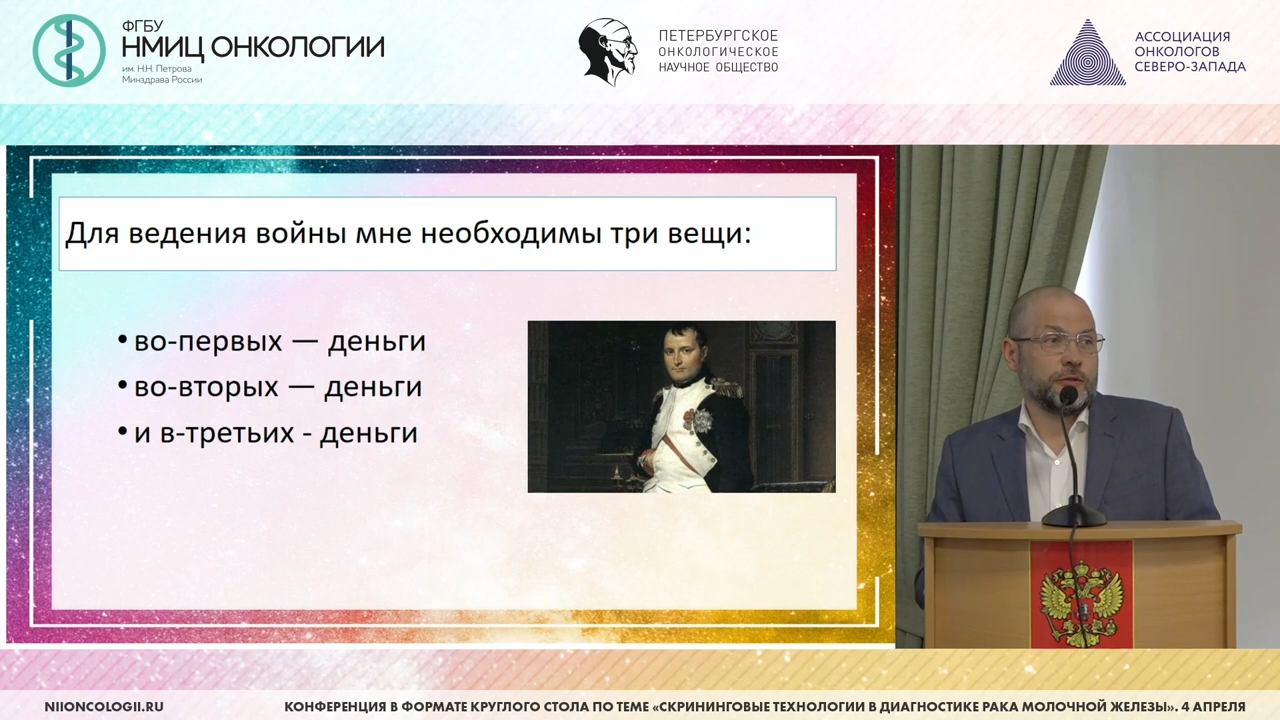 ФГБУ
НМИЦ ОНКОЛОГИИ
им. Н.Н. Петрова
Минздрава России
ПЕТЕРБУРГСКОЕ
ОНКОЛОГИЧЕСКОЕ
НАУЧНОЕ ОБЩЕСТВО
АССОЦИАЦИЯ
ОНКОЛОГОВ
СЕВЕРО-ЗАПАДА
Для ведения войны мне необходимы три вещи:
• во-первых — деньги
• во-вторых — деньги
• и в-третьих - деньги
NIIONCOLOGII.RU
КОНФЕРЕНЦИЯ В ФОРМАТЕ КРУГЛОГО СТОЛА ПО ТЕМЕ «СКРИНИНГОВЫЕ ТЕХНОЛОГИИ В ДИАГНОСТИКЕ РАКА МОЛОЧНОЙ ЖЕЛЕЗЫ». 4 АПРЕЛЯ